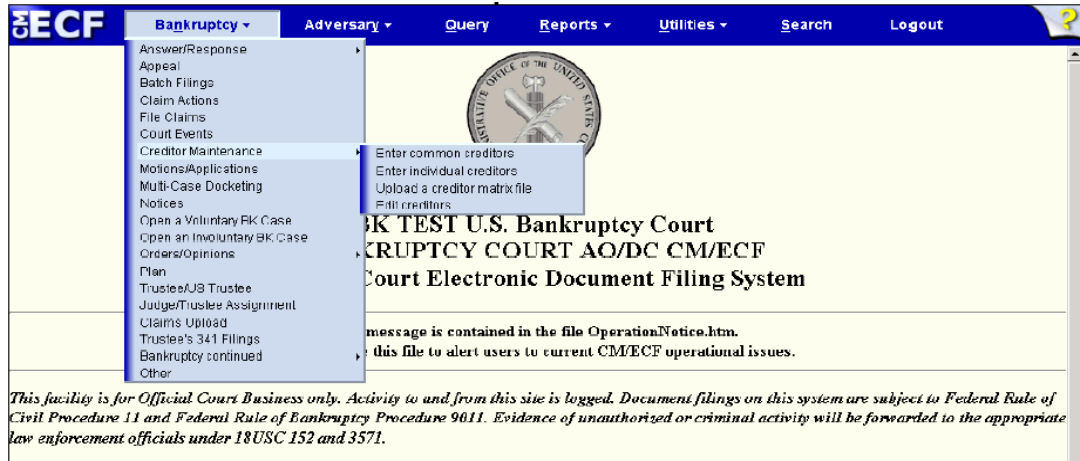 CM ECF Bankruptcy Adversary Query Reports Utilities Search Logout ?
Answer/Response
Appeal
Batch Filings
Claim Actions
File Claims
Court Events
Creditor Maintenance
Motions/Applications
Multi-Case Docketing
Notices
Open a Voluntary BK Case
Open an Involuntary BK Case
Orders/Opinions
Plan
Trustee/US Trustee
Judge/Trustee Assignment
Claims Upload
Trustee's 341 Filings
Bankruptcy continued
Other
Enter common creditors
Enter individual creditors
Upload a creditor matrix file
Edit creditors
OFFICE OF THE UNITED STATES
BK TEST U.S. Bankruptcy Court
KRUPTCY COURT AO/DC CM/ECF
Court Electronic Document Filing System
message is contained in the file OperationNotice.htm.
this file to alert users to current CM/ECF operational issues.
This facility is for Official Court Business only. Activity to and from this site is logged. Document filings on this system are subject to Federal Rule of
Civil Procedure 11 and Federal Rule of Bankruptcy Procedure 9011. Evidence of unauthorized or criminal activity will be forwarded to the appropriate
law enforcement officials under 18USC 152 and 3571.